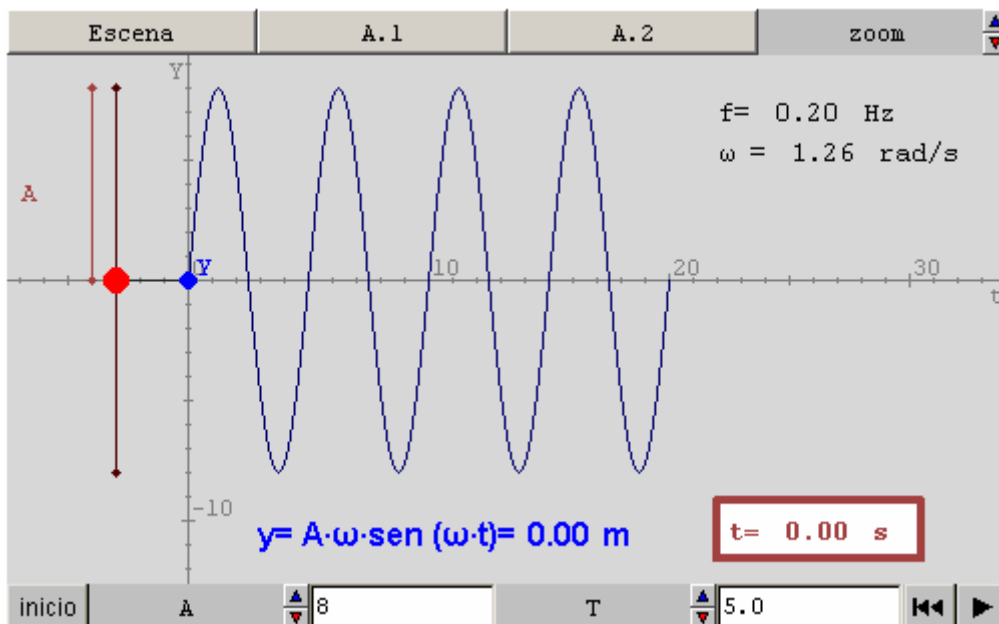 Escena A.1 A.2 zoom
Y
f= 0.20 Hz
ω = 1.26 rad/s
A
Y 0 10 20 30
t
-10
y= A·ω·sen (ω·t)= 0.00 m
t= 0.00 s
inicio A 8 T 5.0